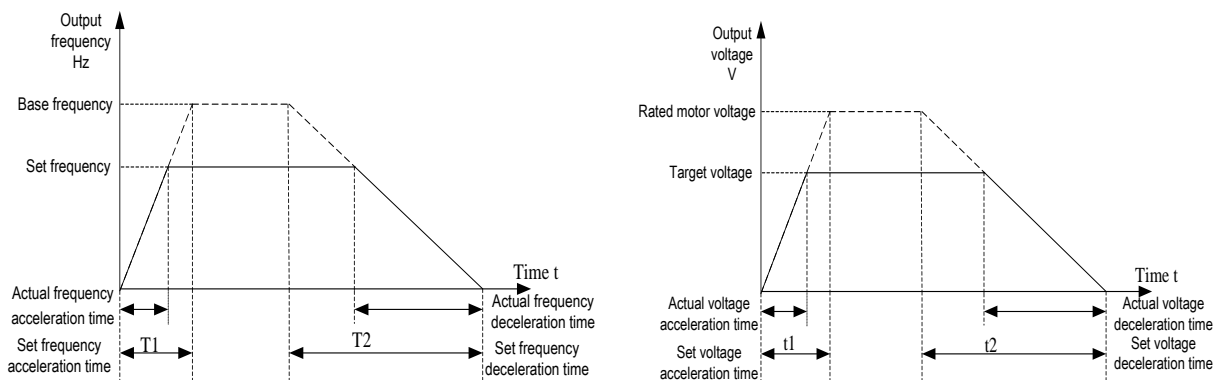 Output
frequency
Hz
Base frequency
Set frequency
Time t
Actual frequency
acceleration time
Actual frequency
deceleration time
Set frequency
acceleration time
T1
T2
Set frequency
deceleration time
Output
voltage
V
Rated motor voltage
Target voltage
Time t
Actual voltage
acceleration time
Actual voltage
deceleration time
Set voltage
acceleration time
t1
t2
Set voltage
deceleration time